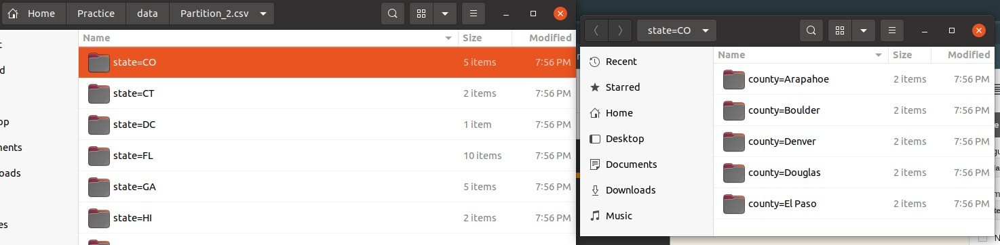 Home Practice data Partition_2.csv
Name Size Modified
state=CO 5 items 7:56 PM
state=CT 2 items 7:56 PM
state=DC 1 item 7:56 PM
state=FL 10 items 7:56 PM
state=GA 5 items 7:56 PM
state=HI 2 items 7:56 PM
state=CO
Recent
Starred
Home
Desktop
Documents
Downloads
Music
Name Size Modified
county=Arapahoe 2 items 7:56 PM
county=Boulder 2 items 7:56 PM
county=Denver 2 items 7:56 PM
county=Douglas 2 items 7:56 PM
county=El Paso 2 items 7:56 PM